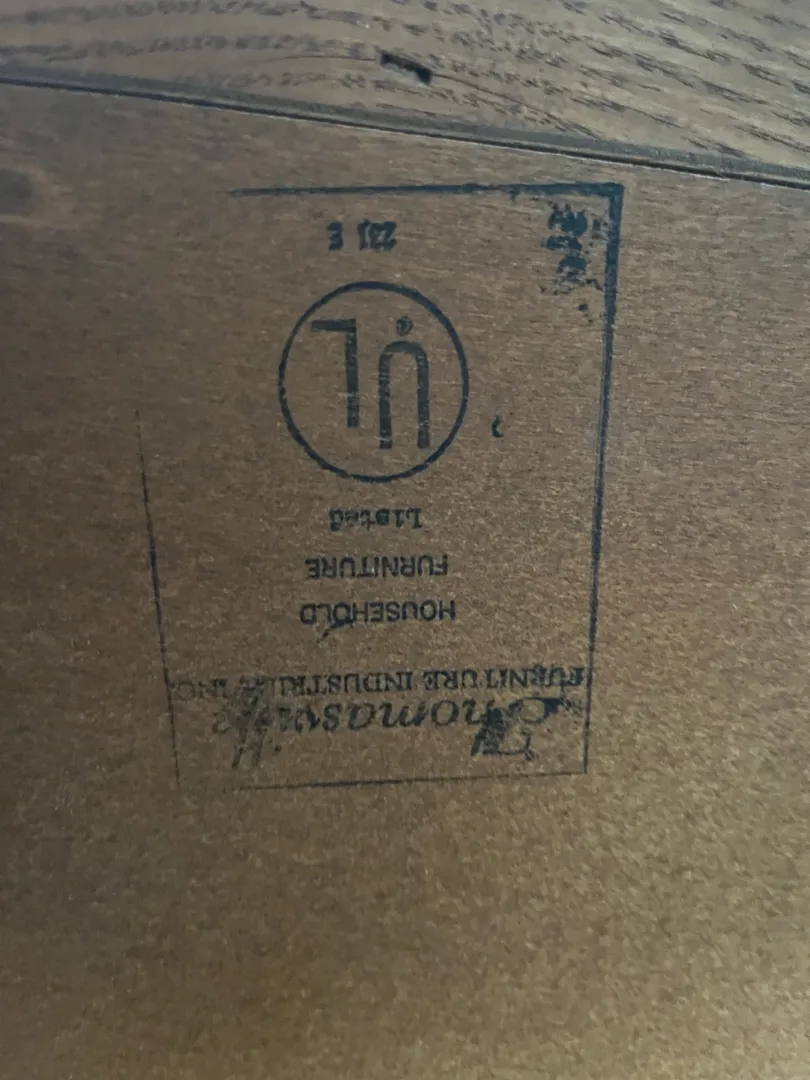 Thomasville
FURNITURE INDUSTRIES, INC.
HOUSEHOLD
FURNITURE
Listed
UL
®
231 E